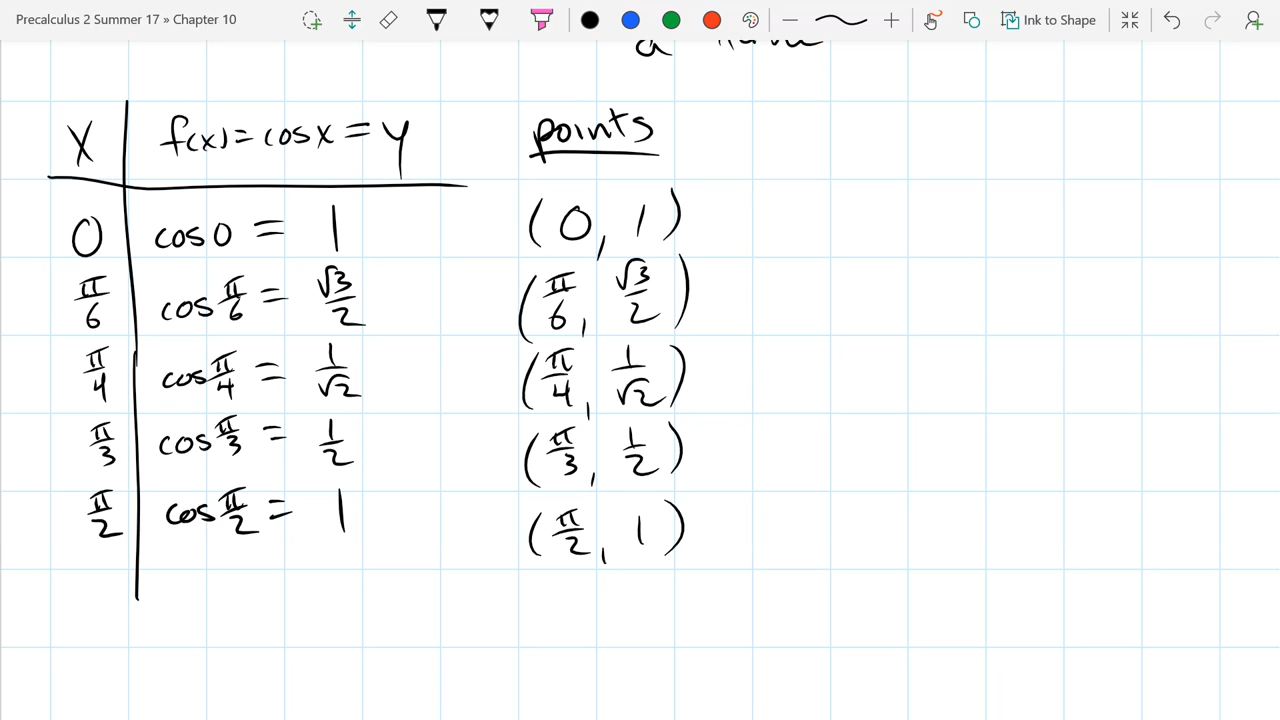 Precalculus 2 Summer 17 » Chapter 10
Ink to Shape
a
x f(x) = cos x = y points
0 cos 0 = 1 (0, 1)
π/6 cos π/6 = √3/2 (π/6, √3/2)
π/4 cos π/4 = 1/√2 (π/4, 1/√2)
π/3 cos π/3 = 1/2 (π/3, 1/2)
π/2 cos π/2 = 1 (π/2, 1)